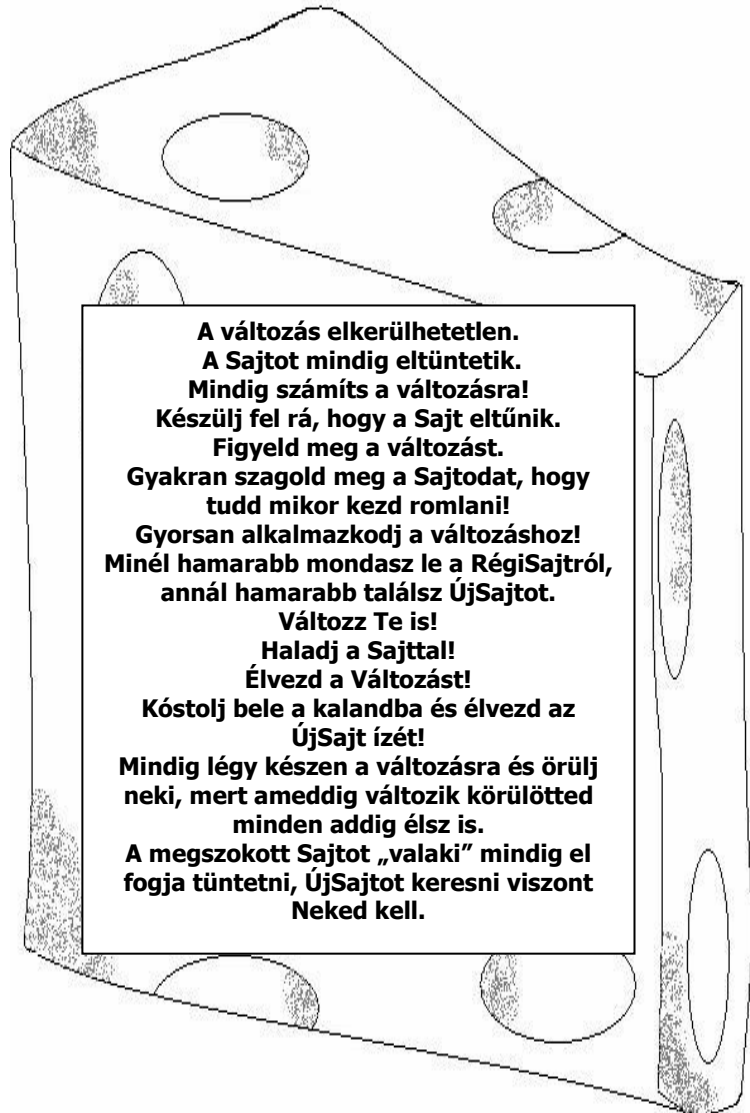 A változás elkerülhetetlen.
A Sajtot mindig eltüntetik.
Mindig számíts a változásra!
Készülj fel rá, hogy a Sajt eltűnik.
Figyeld meg a változást.
Gyakran szagold meg a Sajtodat, hogy
tudd mikor kezd romlani!
Gyorsan alkalmazkodj a változáshoz!
Minél hamarabb mondasz le a RégiSajtról,
annál hamarabb találsz ÚjSajtot.
Változz Te is!
Haladj a Sajttal!
Élvezd a Változást!
Kóstolj bele a kalandba és élvezd az
ÚjSajt ízét!
Mindig légy készen a változásra és örülj
neki, mert ameddig változik körülötted
minden addig élsz is.
A megszokott Sajtot „valaki” mindig el
fogja tüntetni, ÚjSajtot keresni viszont
Neked kell.